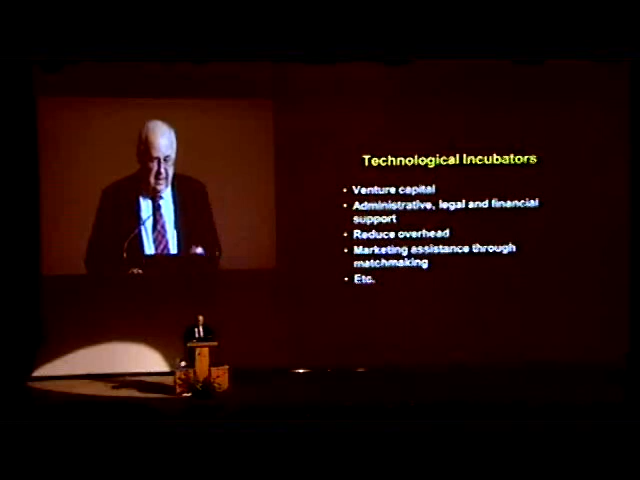 Technological Incubators
• Venture capital
• Administrative, legal and financial
support
• Reduce overhead
• Marketing assistance through
matchmaking
• Etc.